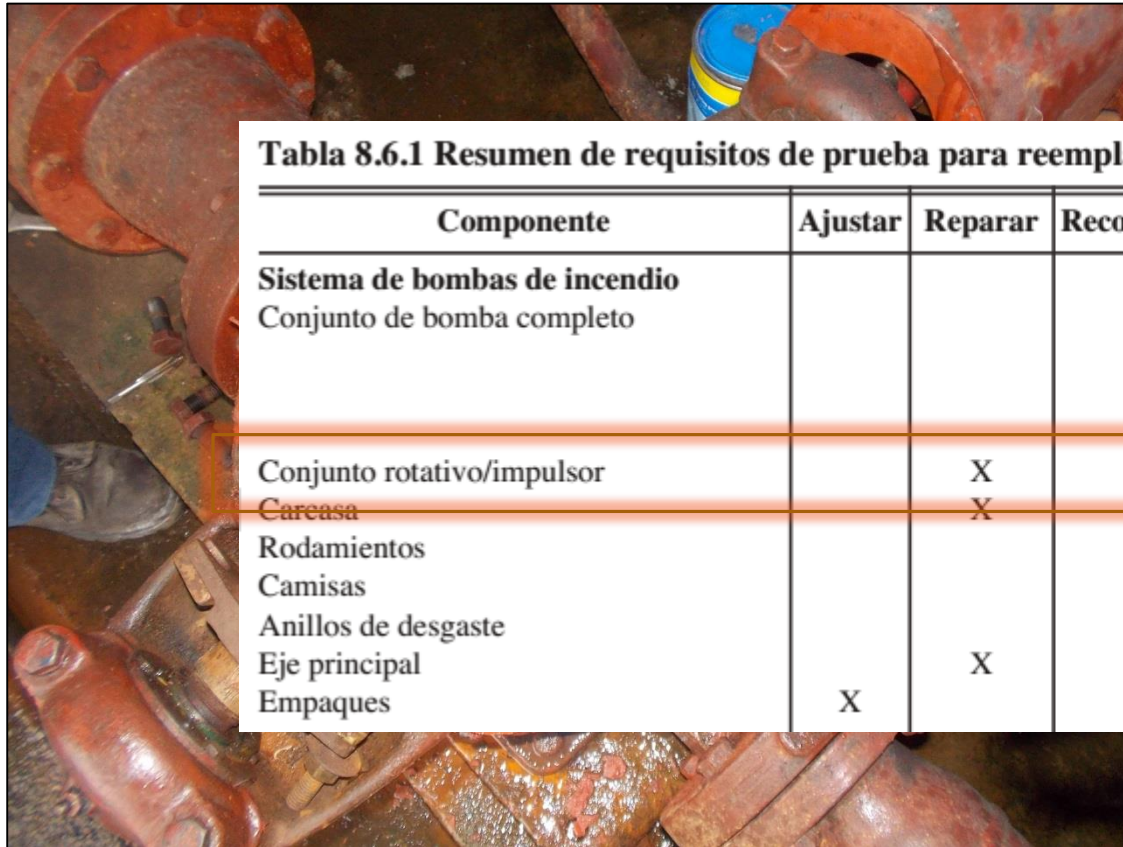 Tabla 8.6.1 Resumen de requisitos de prueba para reempl
Componente Ajustar Reparar Reco
Sistema de bombas de incendio
Conjunto de bomba completo
Conjunto rotativo/impulsor X
Carcasa X
Rodamientos
Camisas
Anillos de desgaste
Eje principal X
Empaques X